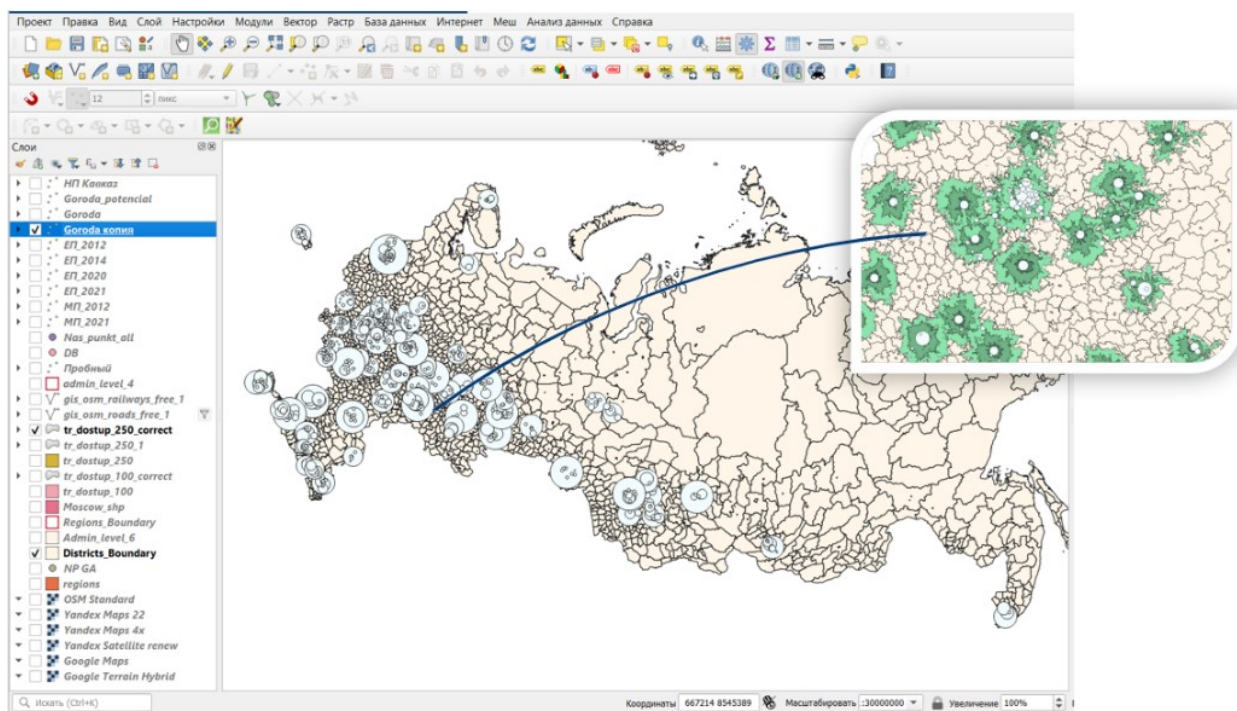 Проект Правка Вид Слой Настройки Модули Вектор Растр База данных Интернет Меш Анализ данных Справка
12 пикс
Слои
НП Кавказ
Goroda_potencial
Goroda
Goroda копия
ЕП_2012
ЕП_2014
ЕП_2020
ЕП_2021
МП_2012
МП_2021
Nas_punkt_all
DB
Пробный
admin_level_4
gis_osm_railways_free_1
gis_osm_roads_free_1
tr_dostup_250_correct
tr_dostup_250_1
tr_dostup_250
tr_dostup_100_correct
tr_dostup_100
Moscow_shp
Regions_Boundary
Admin_level_6
Districts_Boundary
NP GA
regions
OSM Standard
Yandex Maps 22
Yandex Maps 4x
Yandex Satellite renew
Google Maps
Google Terrain Hybrid
Искать (Ctrl+K) Координаты 667214 8545389 Масштабировать :30000000 Увеличение 100%